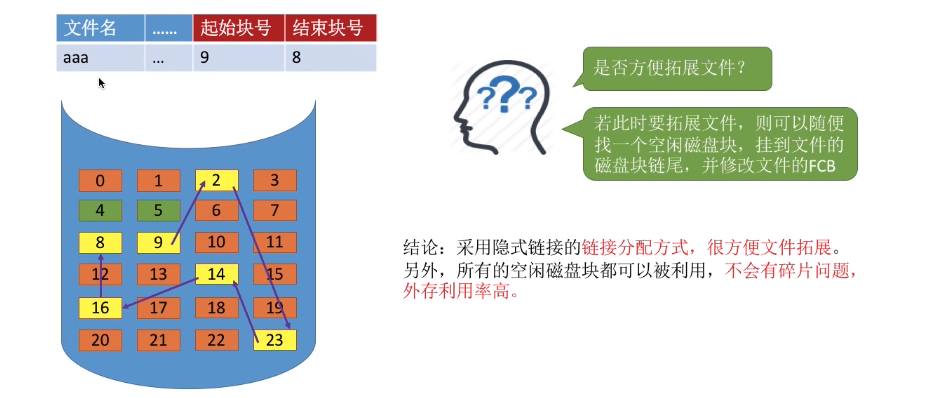 文件名 …… 起始块号 结束块号
aaa … 9 8
是否方便拓展文件？
???
若此时要拓展文件，则可以随便
找一个空闲磁盘块，挂到文件的
磁盘块链尾，并修改文件的FCB
0 1 2 3
4 5 6 7
8 9 10 11
12 13 14 15
16 17 18 19
20 21 22 23
结论：采用隐式链接的链接分配方式，很方便文件拓展。
另外，所有的空闲磁盘块都可以被利用，不会有碎片问题，
外存利用率高。